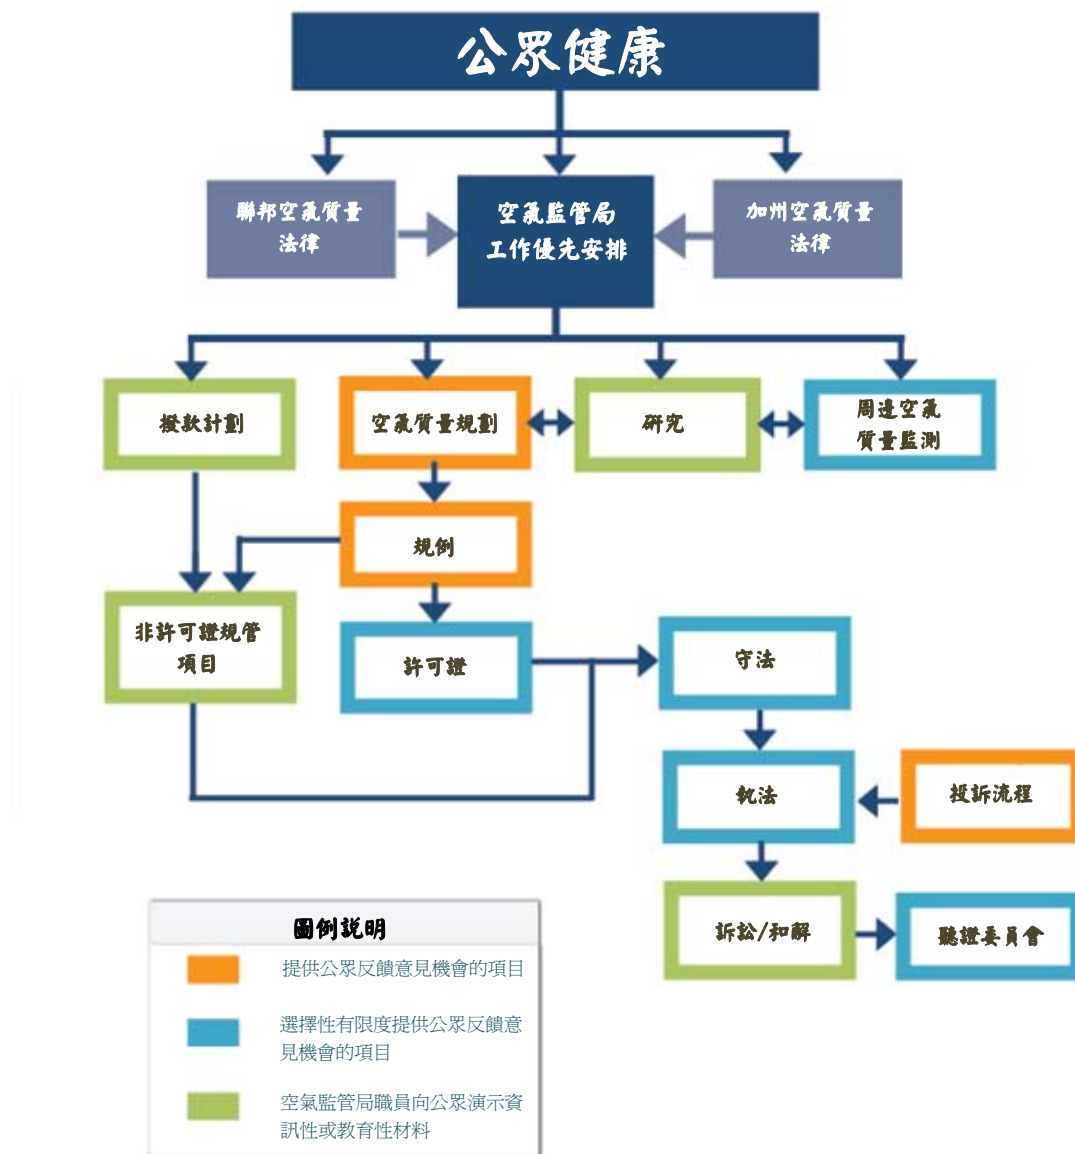 公眾健康
聯邦空氣質量
法律
空氣監管局
工作優先安排
加州空氣質量
法律
撥款計劃
空氣質量規劃
研究
周邊空氣
質量監測
規例
非許可證規管
項目
許可證
守法
執法
投訴流程
訴訟/和解
聽證委員會
圖例説明
提供公眾反饋意見機會的項目
選擇性有限度提供公眾反饋意
見機會的項目
空氣監管局職員向公眾演示資
訊性或教育性材料